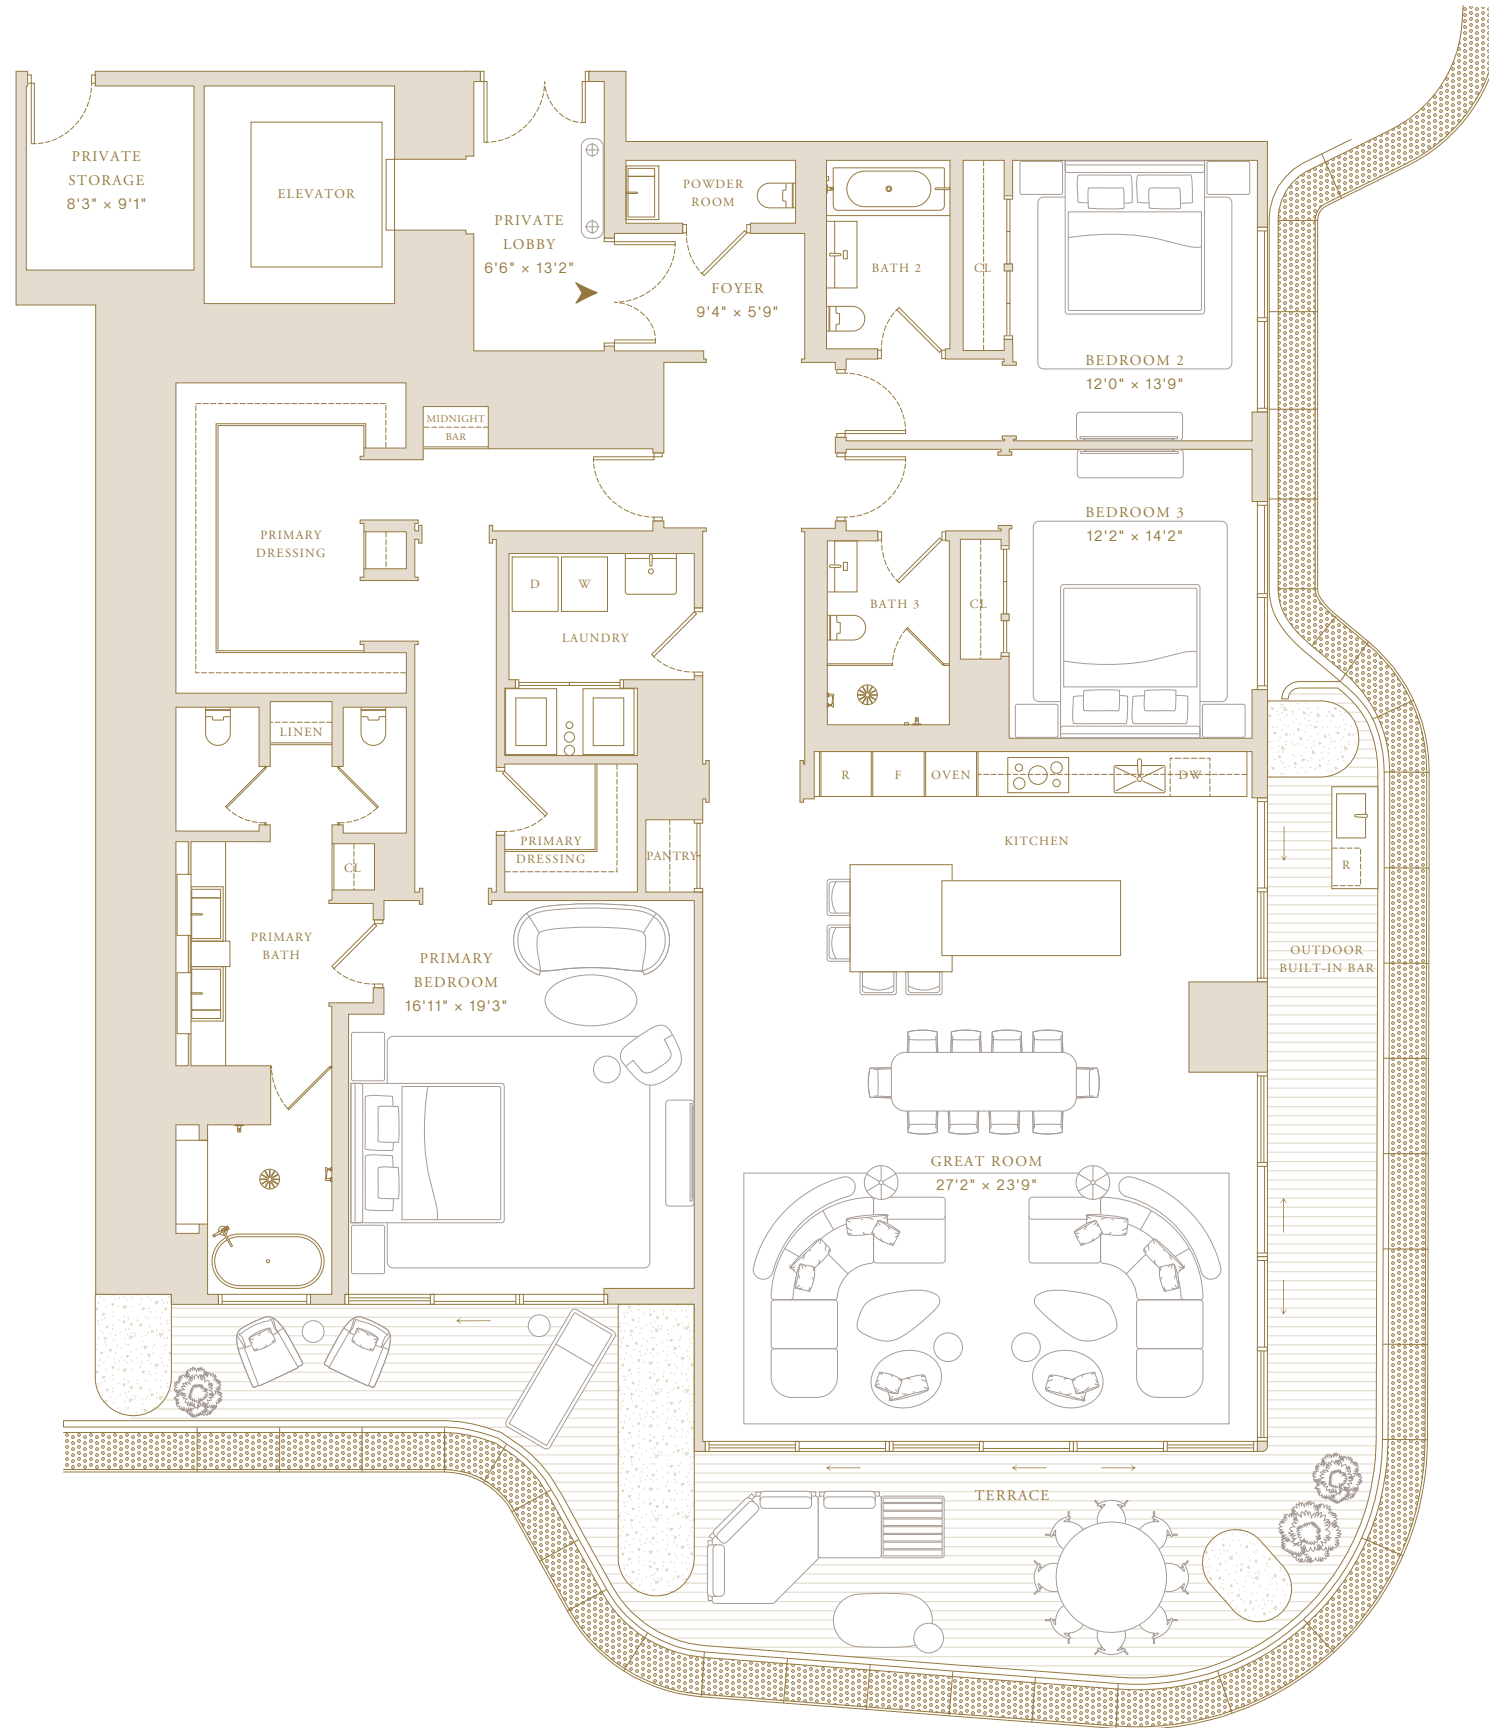 PRIVATE
STORAGE
8'3" × 9'1"
ELEVATOR
PRIVATE
LOBBY
6'6" × 13'2"
POWDER
ROOM
FOYER
9'4" × 5'9"
BATH 2
CL
BEDROOM 2
12'0" × 13'9"
MIDNIGHT
BAR
PRIMARY
DRESSING
D
W
LAUNDRY
BEDROOM 3
12'2" × 14'2"
BATH 3
CL
LINEN
R
F
OVEN
DW
KITCHEN
PRIMARY
DRESSING
PANTRY
CL
R
PRIMARY
BATH
PRIMARY
BEDROOM
16'11" × 19'3"
OUTDOOR
BUILT-IN BAR
GREAT ROOM
27'2" × 23'9"
TERRACE